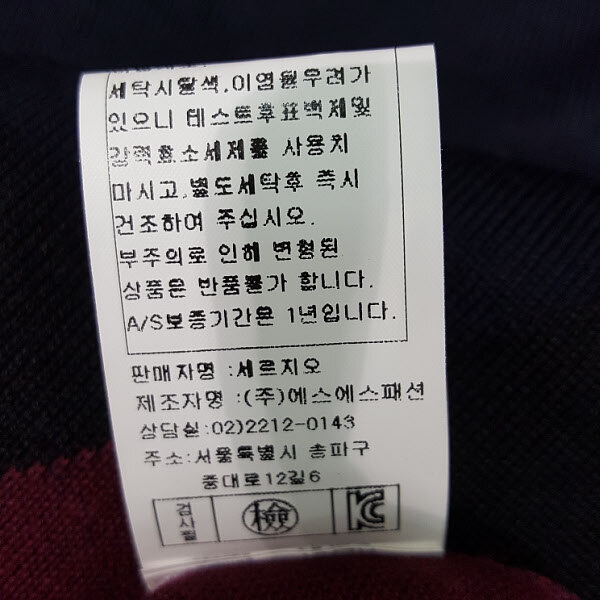 세탁시탈색,이염될우려가
있으니 테스트후표백제및
강력효소세제를 사용치
마시고,별도세탁후 즉시
건조하여 주십시오.
부주의로 인해 변형된
상품은 반품불가 합니다.
A/S보증기간은 1년입니다.
판매자명 :세르지오
제조자명 :(주)에스에스패션
상담실:02)2212-0143
주소:서울특별시 송파구
중대로12길6
검사필 檢 KC